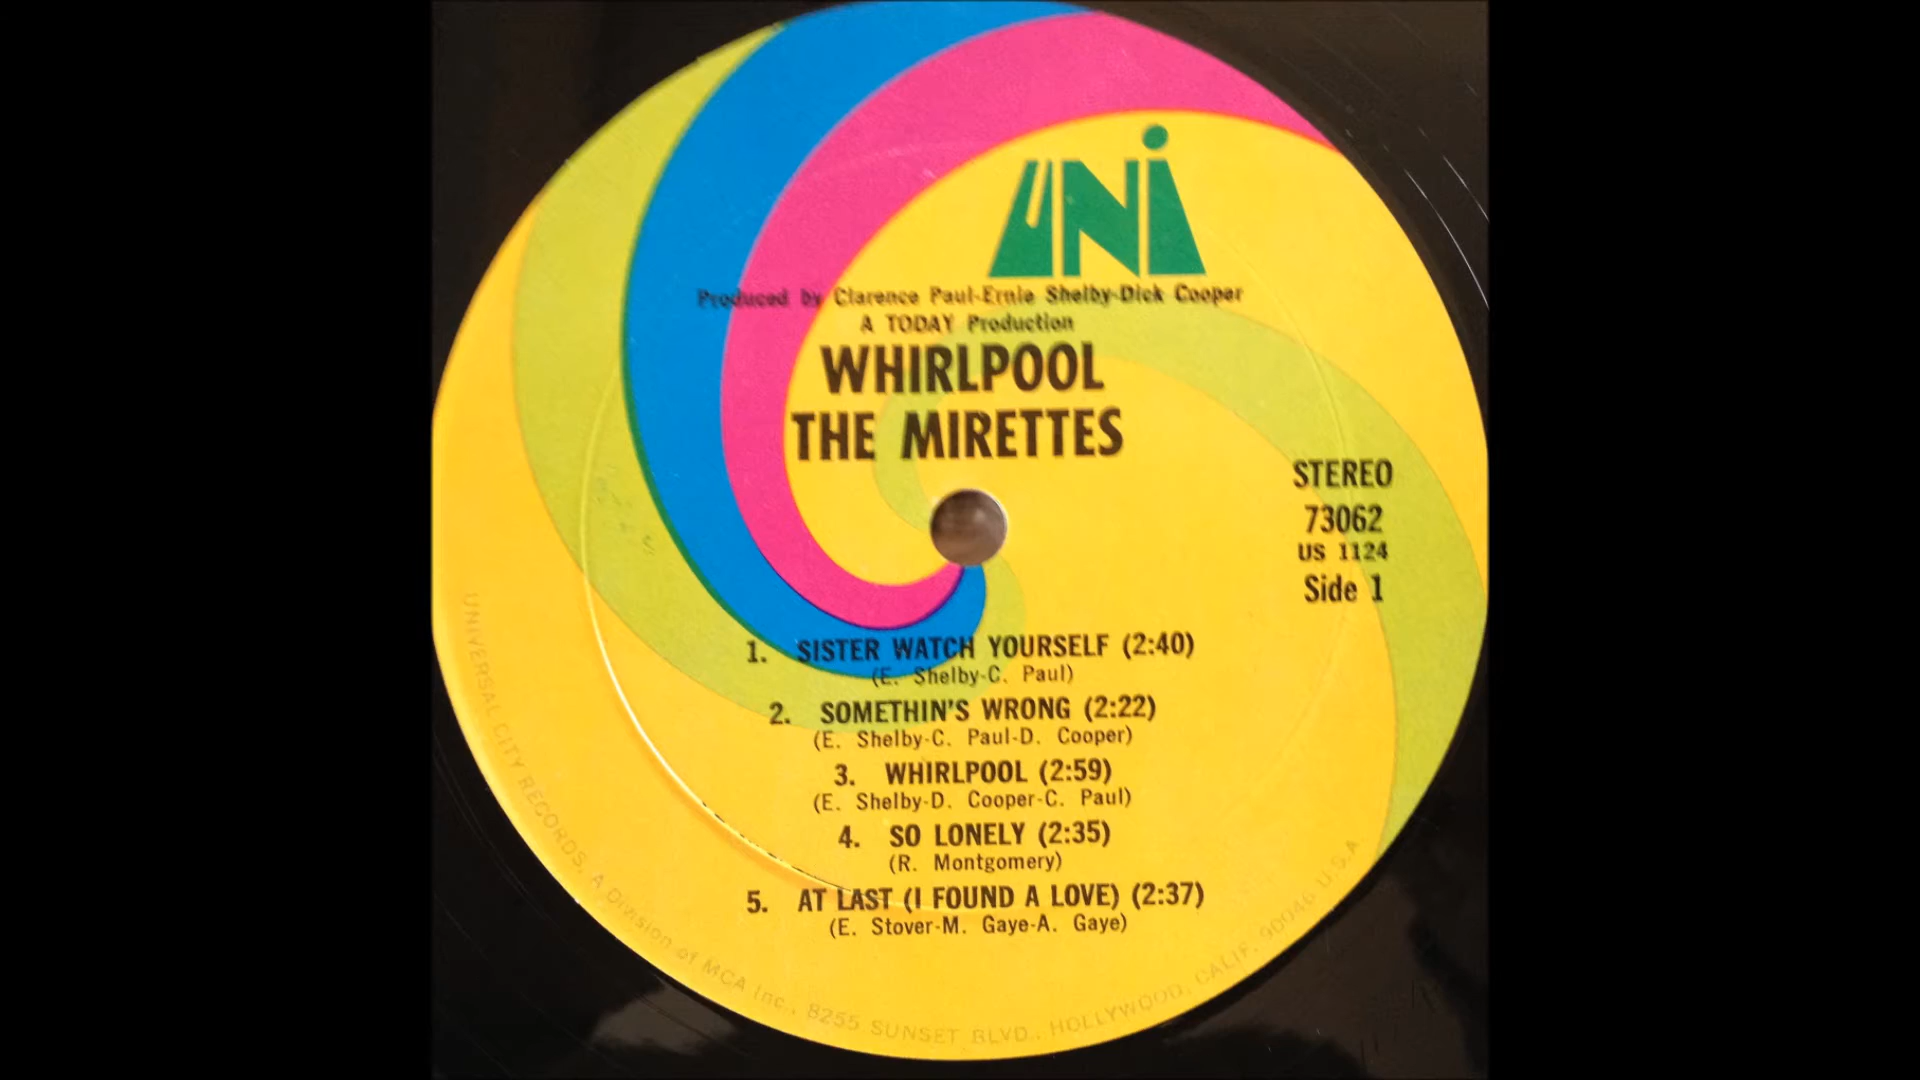 UNi
Produced by Clarence Paul-Ernie Shelby-Dick Cooper
A TODAY Production
WHIRLPOOL
THE MIRETTES
STEREO
73062
US 1124
Side 1
1. SISTER WATCH YOURSELF (2:40)
(E. Shelby-C. Paul)
2. SOMETHIN'S WRONG (2:22)
(E. Shelby-C. Paul-D. Cooper)
3. WHIRLPOOL (2:59)
(E. Shelby-D. Cooper-C. Paul)
4. SO LONELY (2:35)
(R. Montgomery)
5. AT LAST (I FOUND A LOVE) (2:37)
(E. Stover-M. Gaye-A. Gaye)
UNIVERSAL CITY RECORDS, A Division of MCA Inc., 8255 SUNSET BLVD., HOLLYWOOD, CALIF. 90046 U.S.A